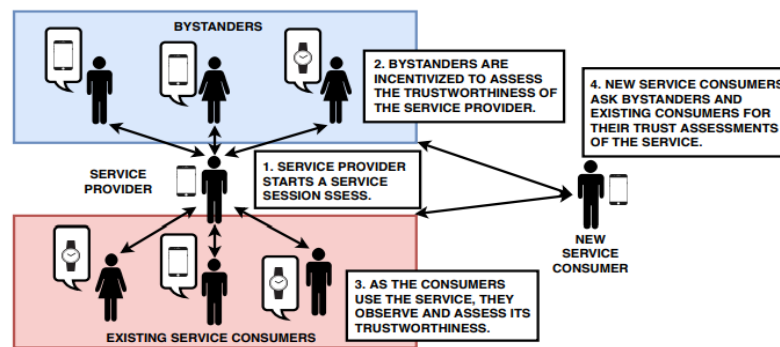 BYSTANDERS
2. BYSTANDERS ARE
INCENTIVIZED TO ASSESS
THE TRUSTWORTHINESS OF
THE SERVICE PROVIDER.
4. NEW SERVICE CONSUMERS
ASK BYSTANDERS AND
EXISTING CONSUMERS FOR
THEIR TRUST ASSESSMENTS
OF THE SERVICE.
SERVICE
PROVIDER
1. SERVICE PROVIDER
STARTS A SERVICE
SESSION SSESS.
NEW
SERVICE
CONSUMER
3. AS THE CONSUMERS
USE THE SERVICE, THEY
OBSERVE AND ASSESS ITS
TRUSTWORTHINESS.
EXISTING SERVICE CONSUMERS